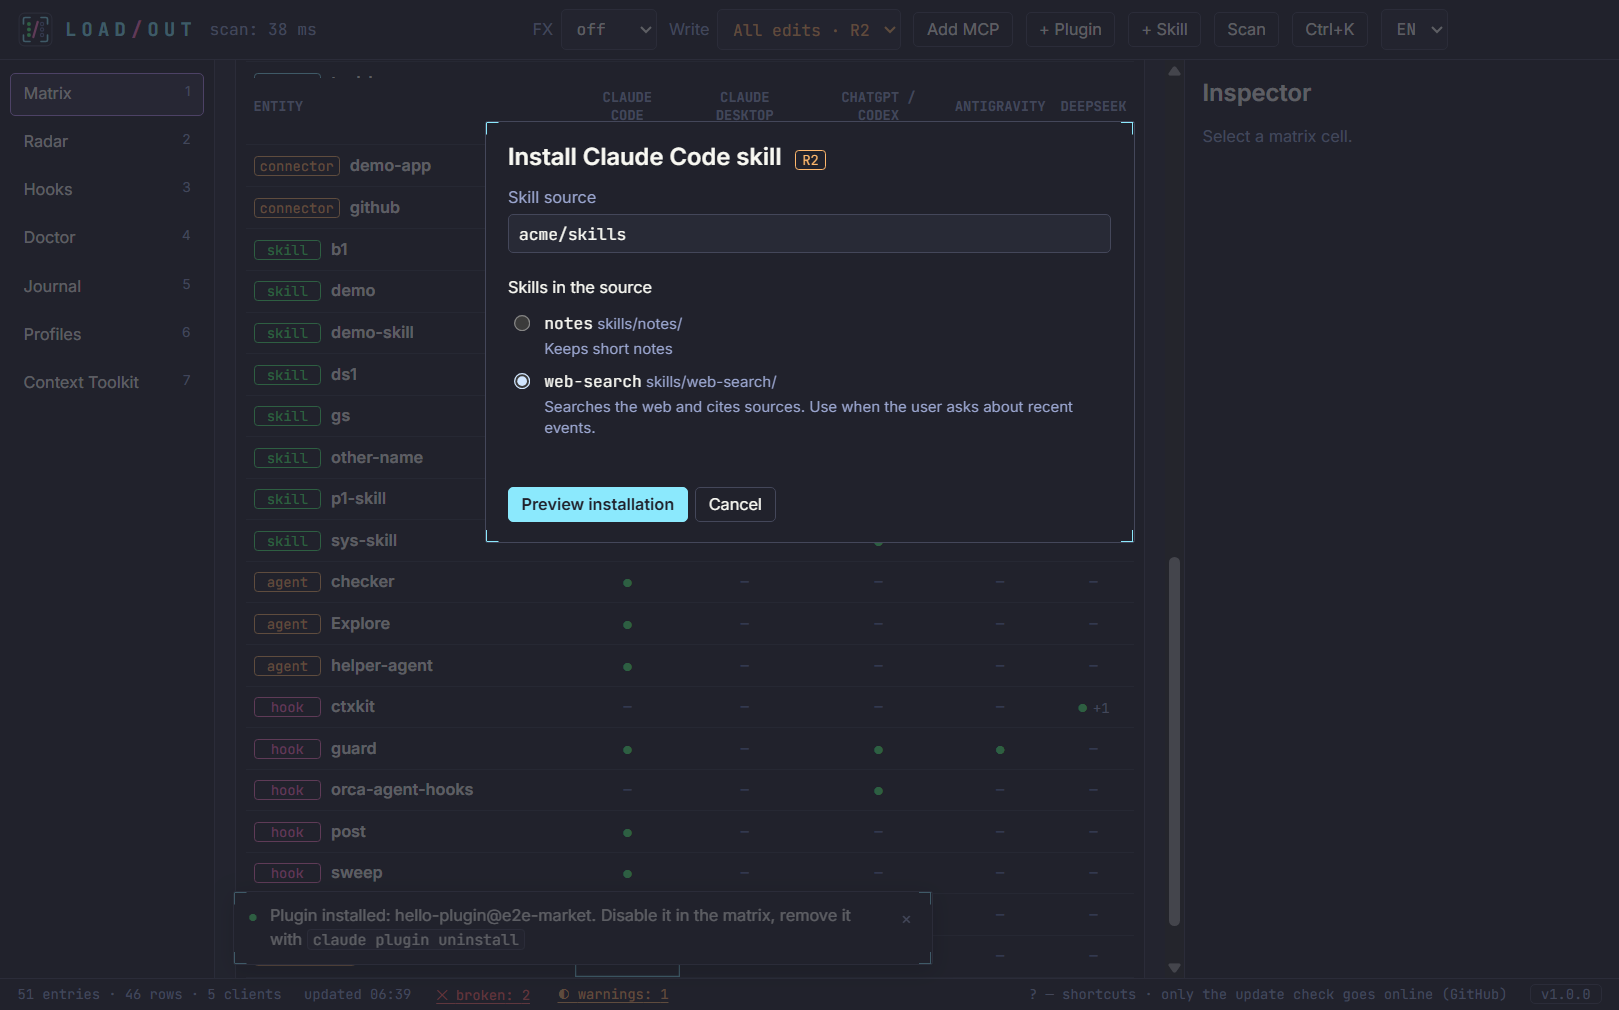 LOAD/OUT scan: 38 ms FX off Write All edits · R2 Add MCP + Plugin + Skill Scan Ctrl+K EN
Matrix 1
Radar 2
Hooks 3
Doctor 4
Journal 5
Profiles 6
Context Toolkit 7
ENTITY CLAUDE CODE CLAUDE DESKTOP CHATGPT / CODEX ANTIGRAVITY DEEPSEEK
connector demo-app
connector github
skill b1
skill demo
skill demo-skill
skill ds1
skill gs
skill other-name
skill p1-skill
skill sys-skill
agent checker – – – –
agent Explore – – – –
agent helper-agent – – – –
hook ctxkit – – – – +1
hook guard – –
hook orca-agent-hooks – – – –
hook post – – – –
hook sweep – – – –
Install Claude Code skill R2
Skill source
acme/skills
Skills in the source
notes skills/notes/
Keeps short notes
web-search skills/web-search/
Searches the web and cites sources. Use when the user asks about recent
events.
Preview installation Cancel
Inspector
Select a matrix cell.
Plugin installed: hello-plugin@e2e-market. Disable it in the matrix, remove it
with claude plugin uninstall
51 entries · 46 rows · 5 clients updated 06:39 broken: 2 warnings: 1 ? — shortcuts · only the update check goes online (GitHub) v1.0.0